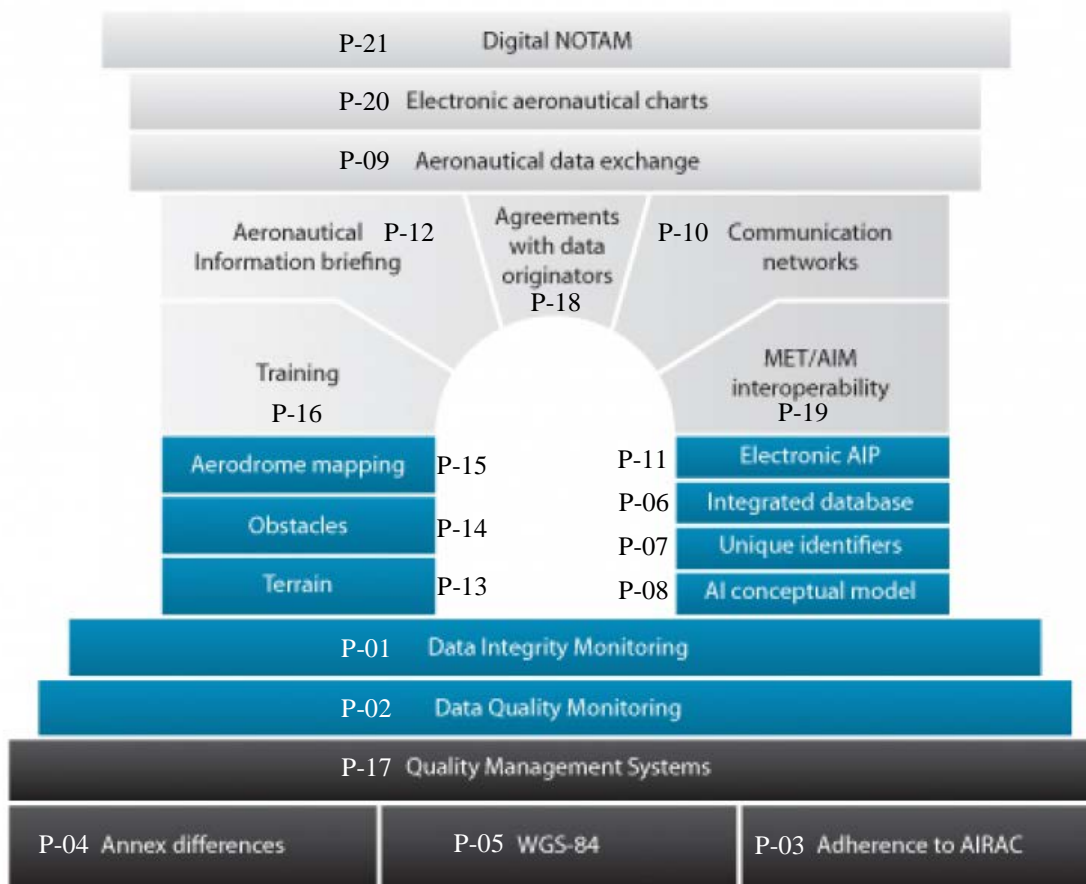 P-21 Digital NOTAM
P-20 Electronic aeronautical charts
P-09 Aeronautical data exchange
Aeronautical P-12
Information briefing
Agreements
with data
originators
P-18
P-10 Communication
networks
Training
P-16
MET/AIM
interoperability
P-19
Aerodrome mapping P-15
Obstacles P-14
Terrain P-13
P-11 Electronic AIP
P-06 Integrated database
P-07 Unique identifiers
P-08 AI conceptual model
P-01 Data Integrity Monitoring
P-02 Data Quality Monitoring
P-17 Quality Management Systems
P-04 Annex differences
P-05 WGS-84
P-03 Adherence to AIRAC